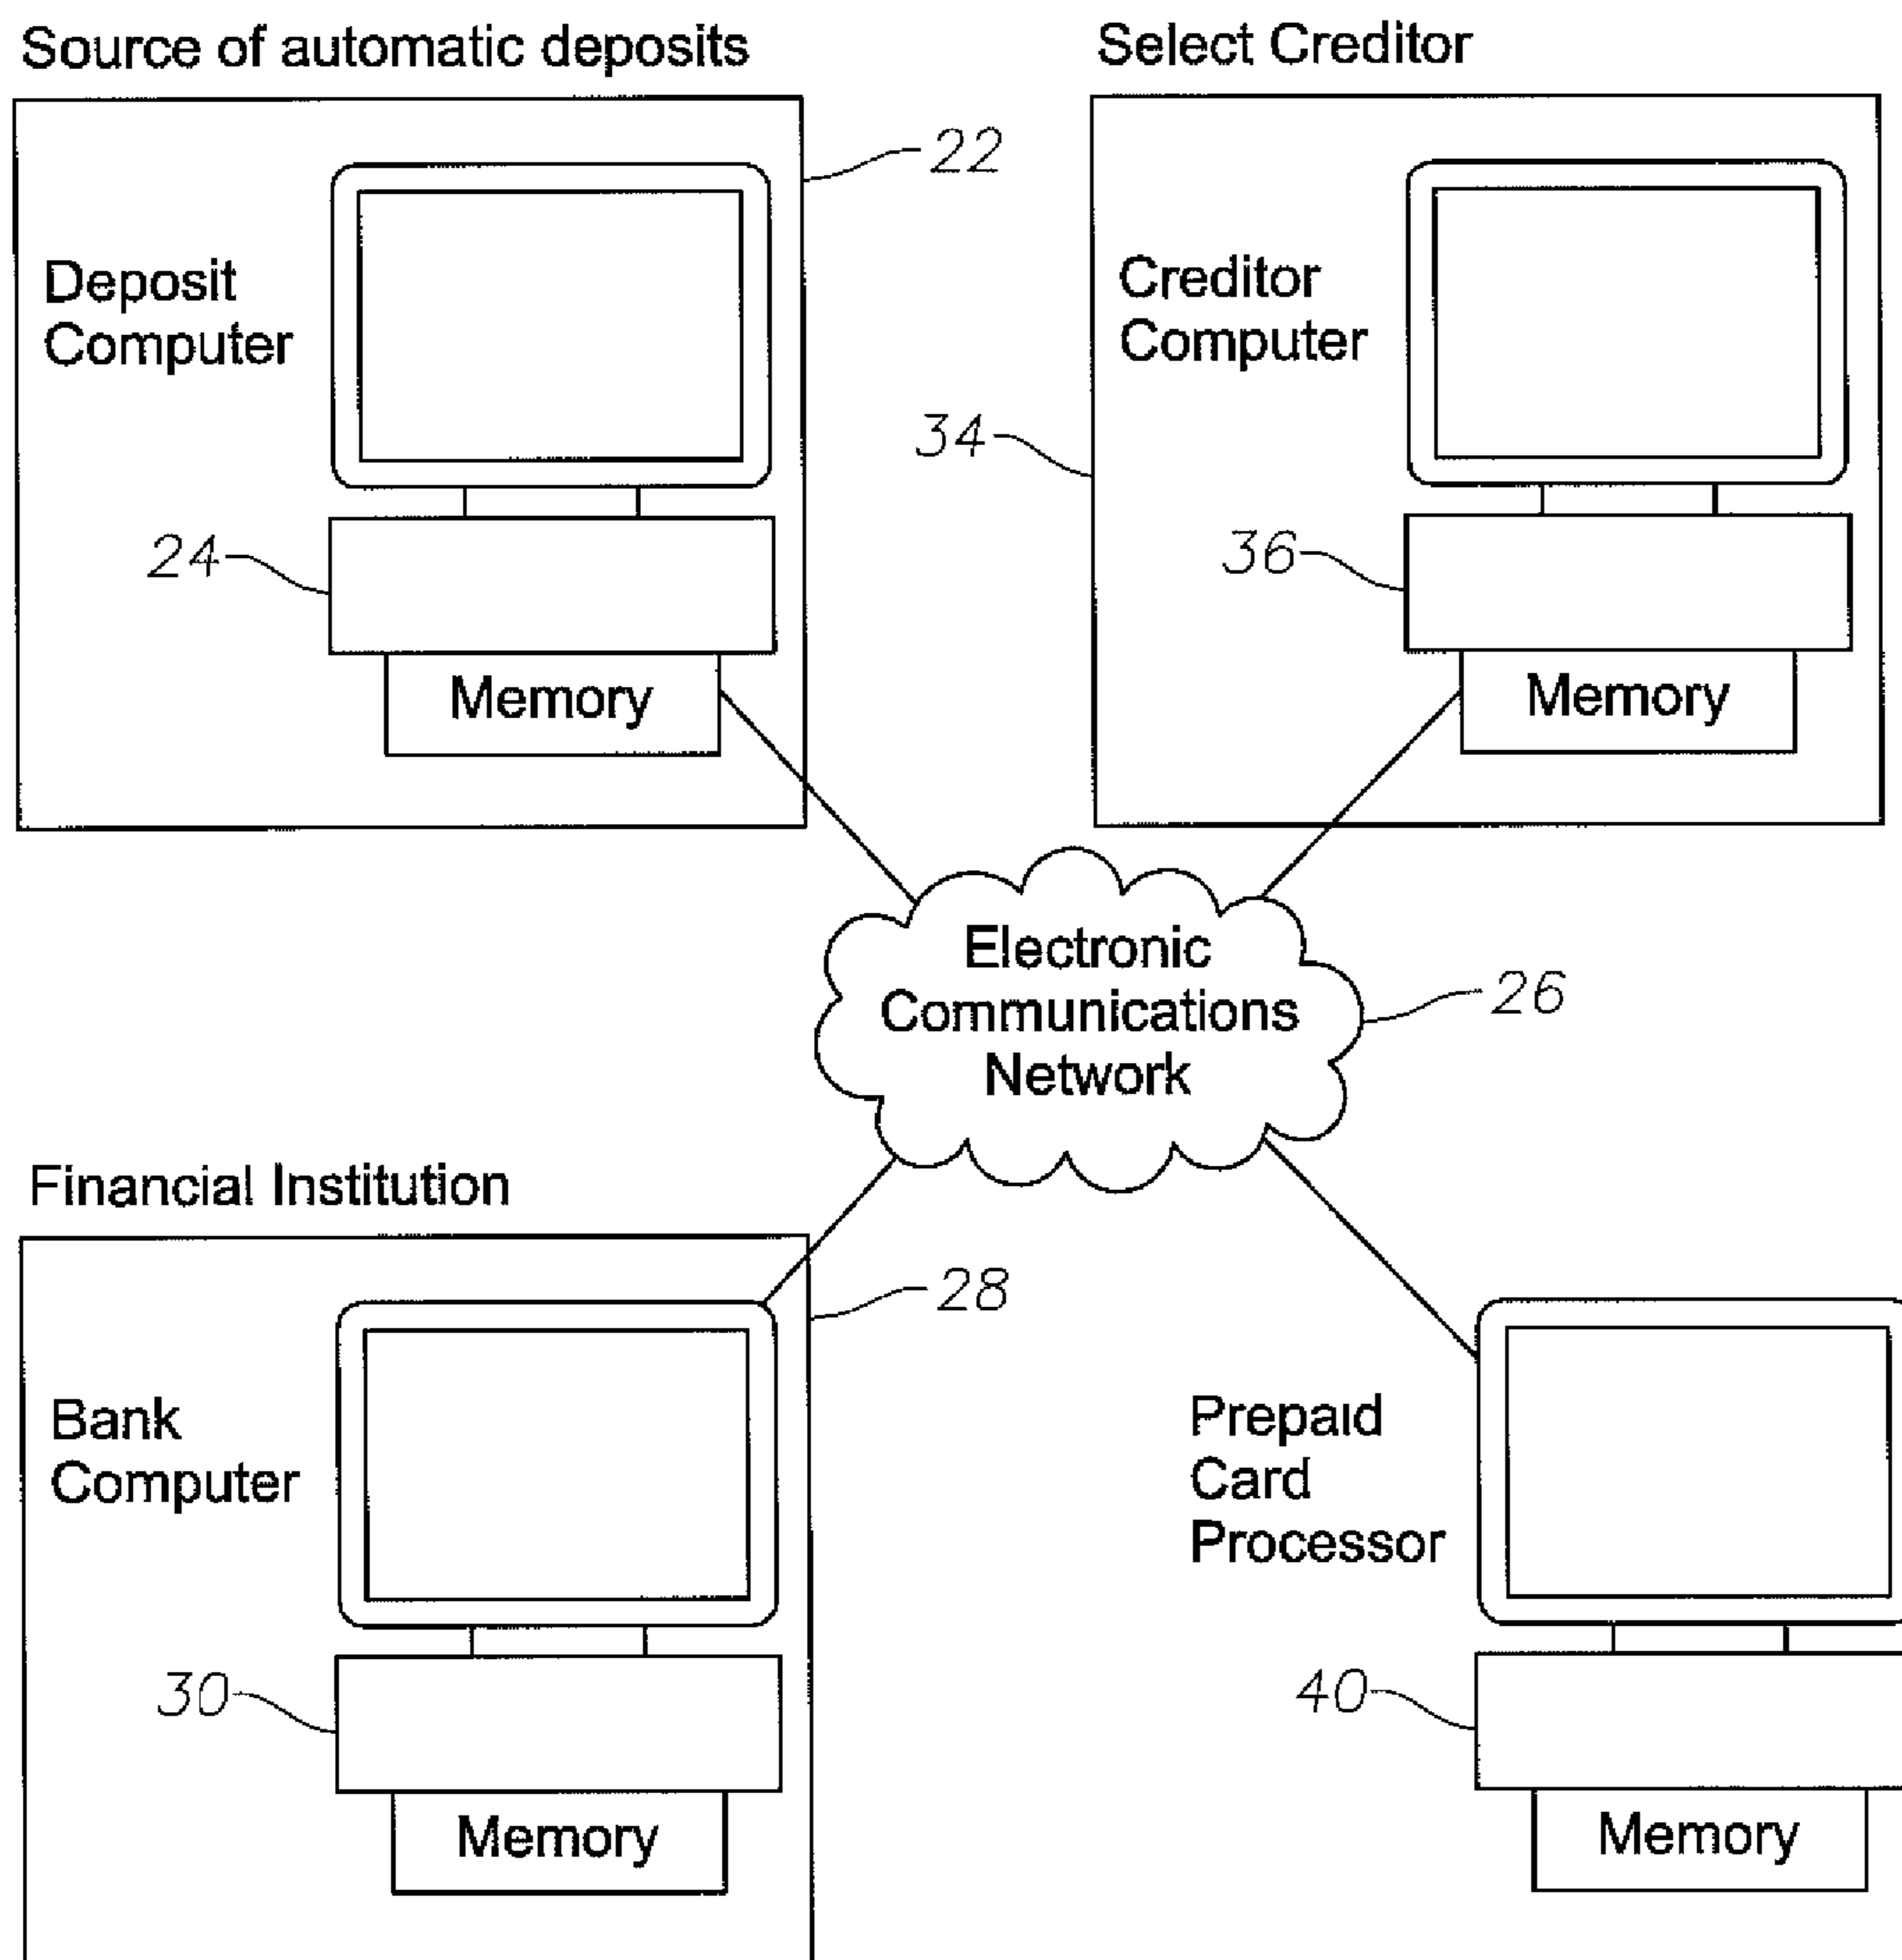 Source of automatic deposits
Select Creditor
22
Deposit
Computer
Creditor
Computer
34
24
36
Memory
Memory
Electronic
Communications
Network
26
Financial Institution
28
Bank
Computer
Prepaid
Card
Processor
30
40
Memory
Memory